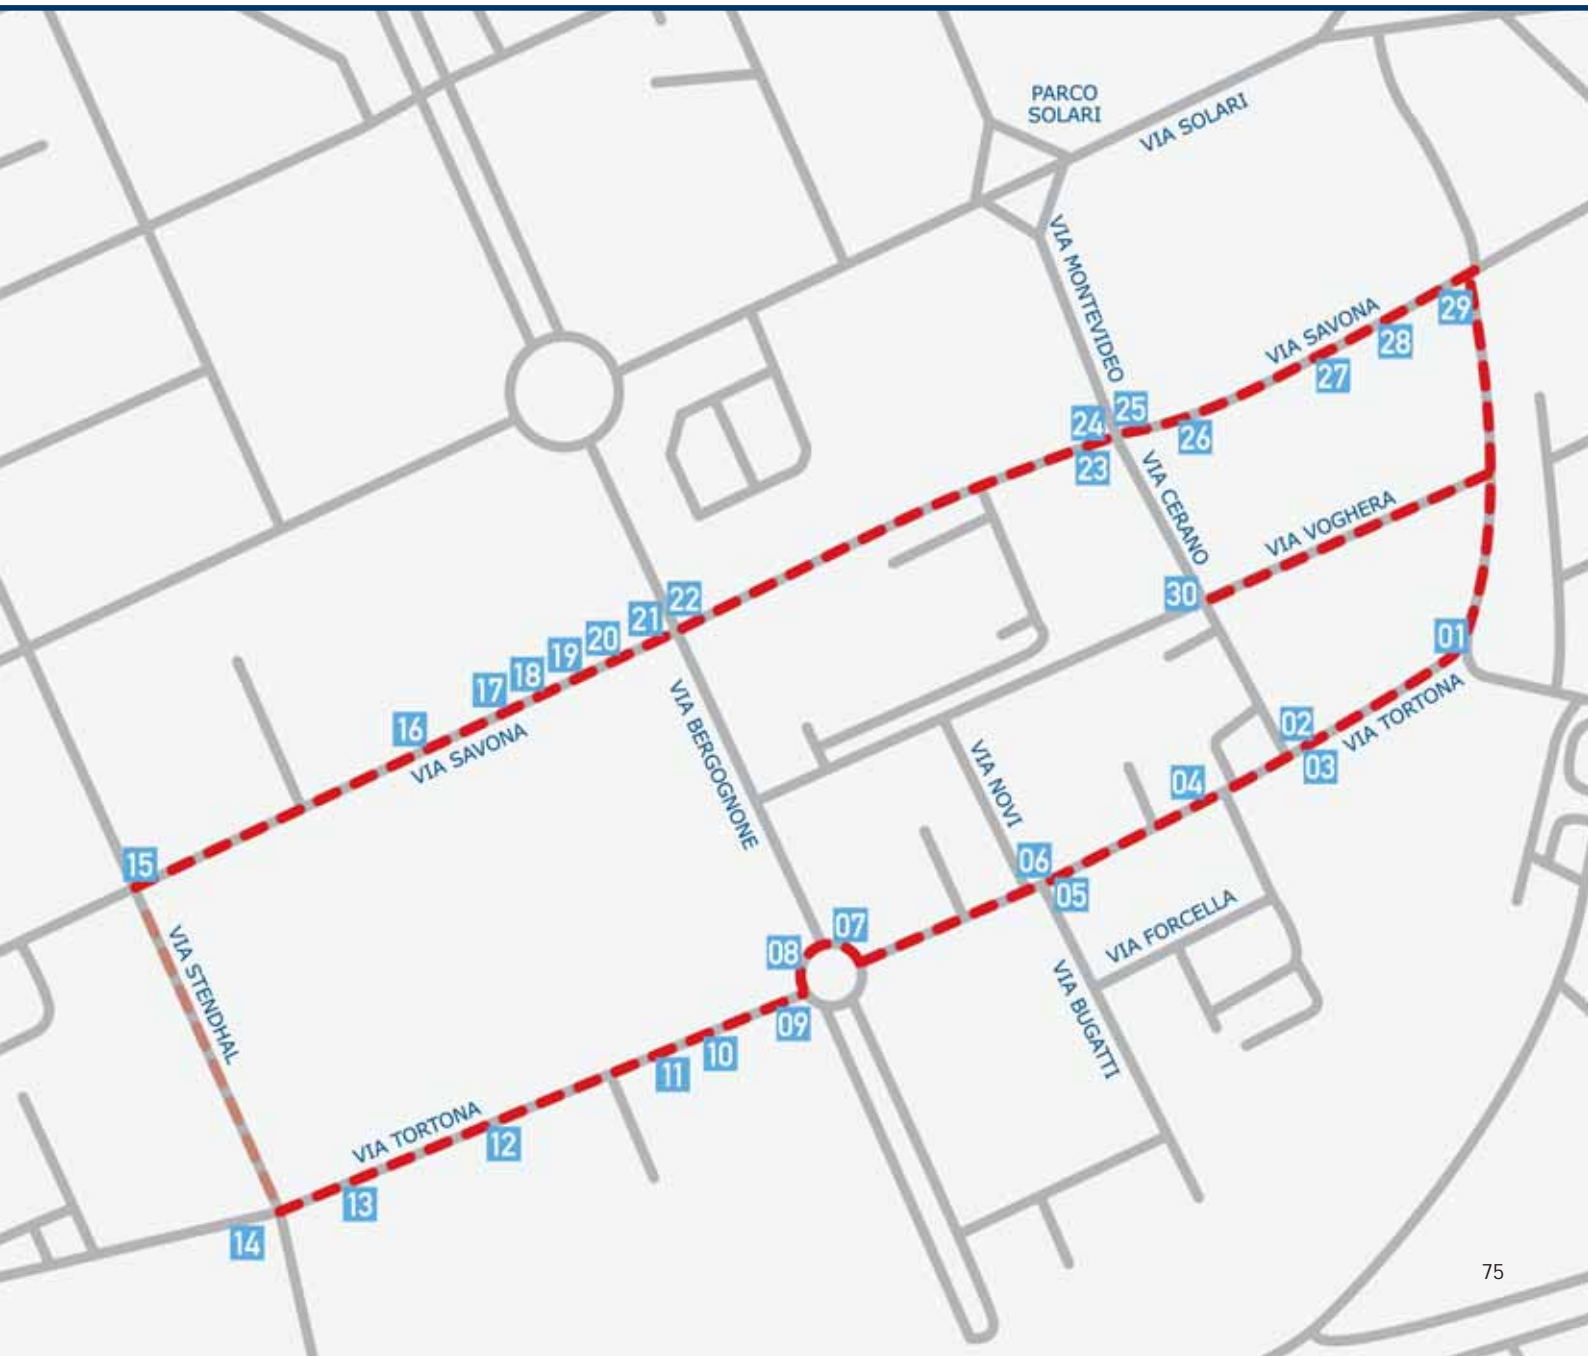 PARCO
SOLARI
VIA SOLARI
VIA MONTEVIDEO
VIA SAVONA
29
28
27
25
24
26
23
VIA CERANO
VIA VOGHERA
30
22
21
20
19
18
17
16
VIA SAVONA
01
VIA TORTONA
02
03
04
VIA BERGOGNONE
VIA NOVI
06
05
15
VIA FORCELLA
07
08
09
VIA STENDHAL
VIA BUGATTI
10
11
VIA TORTONA
12
13
14
75